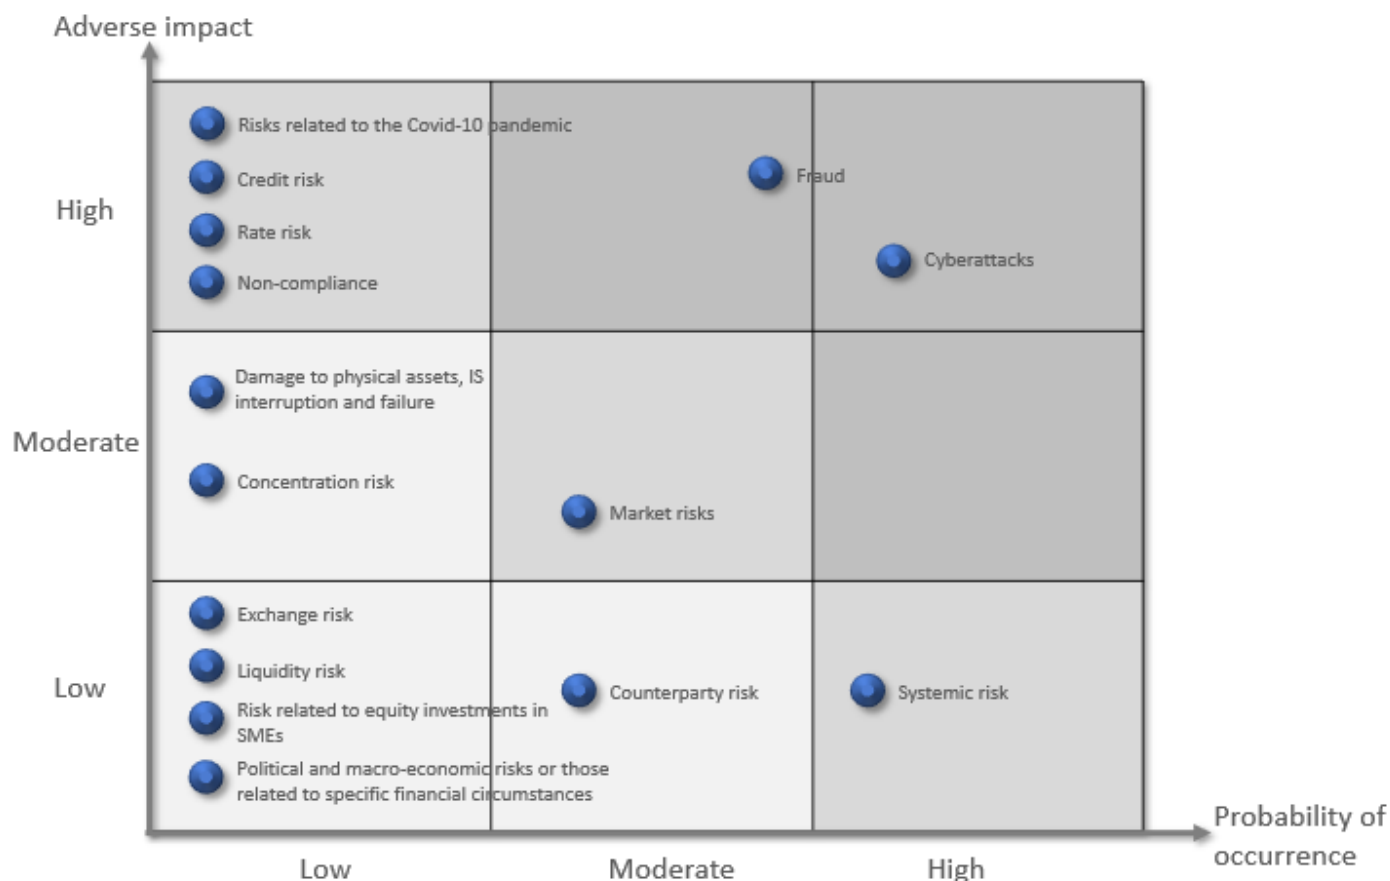 Adverse impact
Risks related to the Covid-10 pandemic
Credit risk
Fraud
High
Rate risk
Cyberattacks
Non-compliance
Damage to physical assets, IS
interruption and failure
Moderate
Concentration risk
Market risks
Exchange risk
Liquidity risk
Low
Counterparty risk
Systemic risk
Risk related to equity investments in
SMEs
Political and macro-economic risks or those
related to specific financial circumstances
Probability of
occurrence
Low
Moderate
High